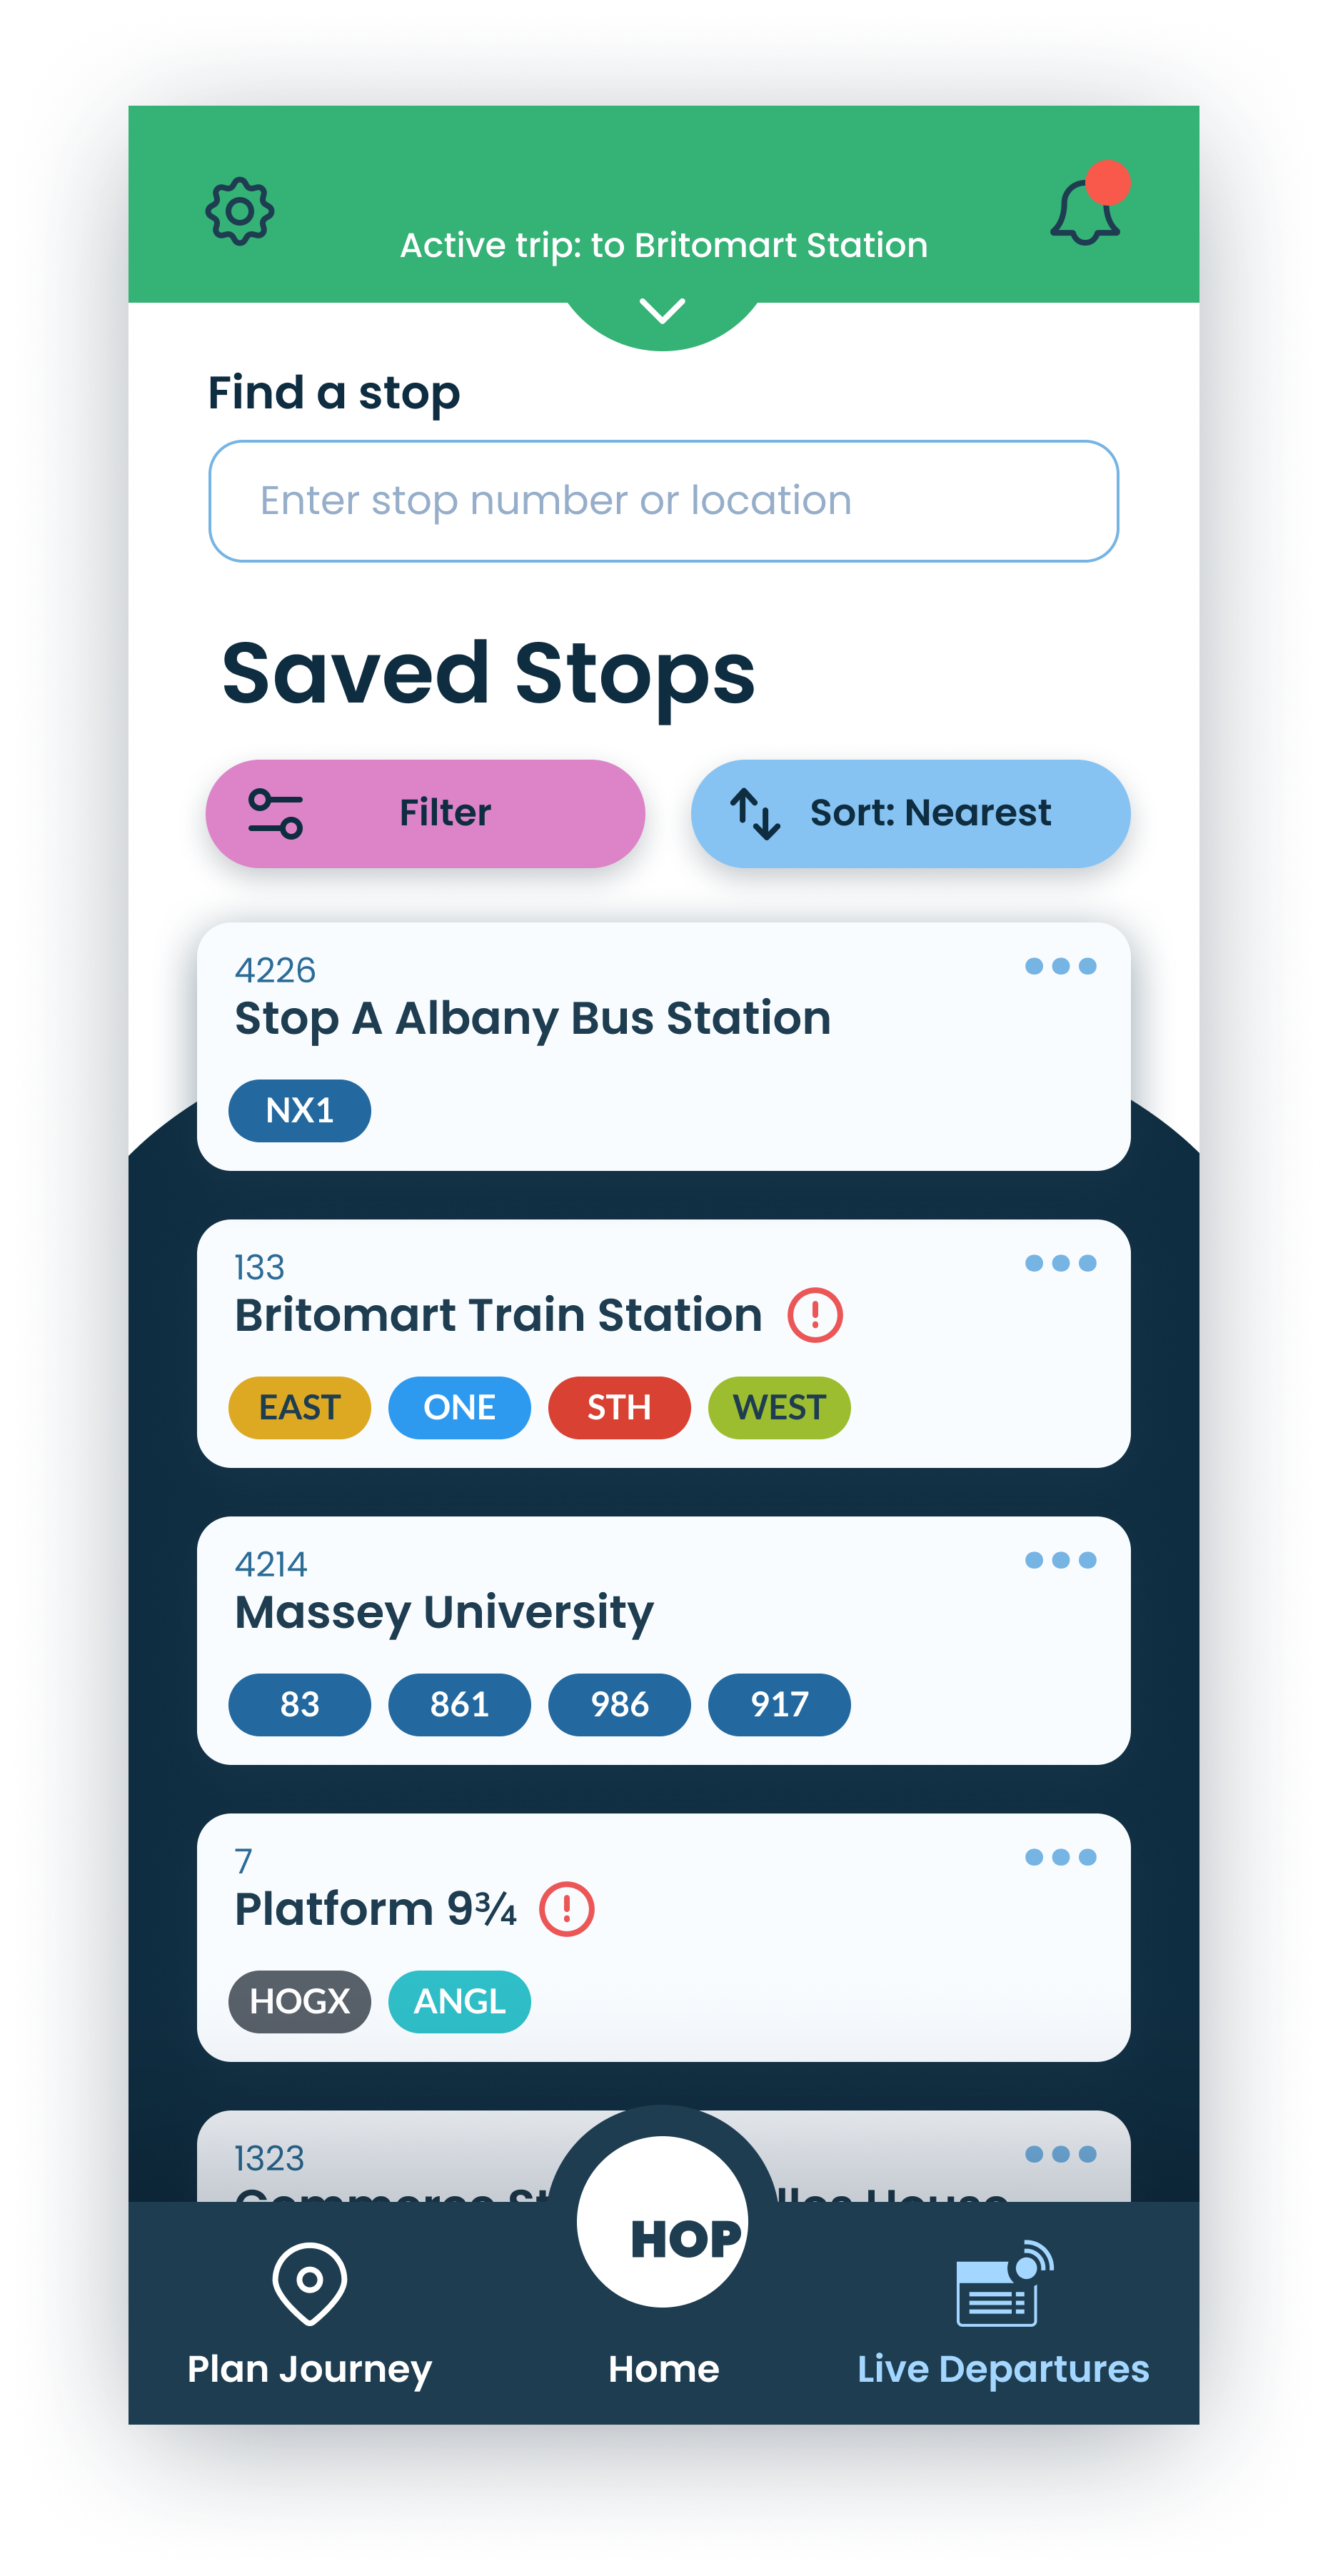 Active trip: to Britomart Station
Find a stop
Enter stop number or location
Saved Stops
Filter
Sort: Nearest
4226
Stop A Albany Bus Station
NX1
133
Britomart Train Station
EAST ONE STH WEST
4214
Massey University
83 861 986 917
7
Platform 9¾
HOGX ANGL
1323
House
HOP
Plan Journey
Home
Live Departures